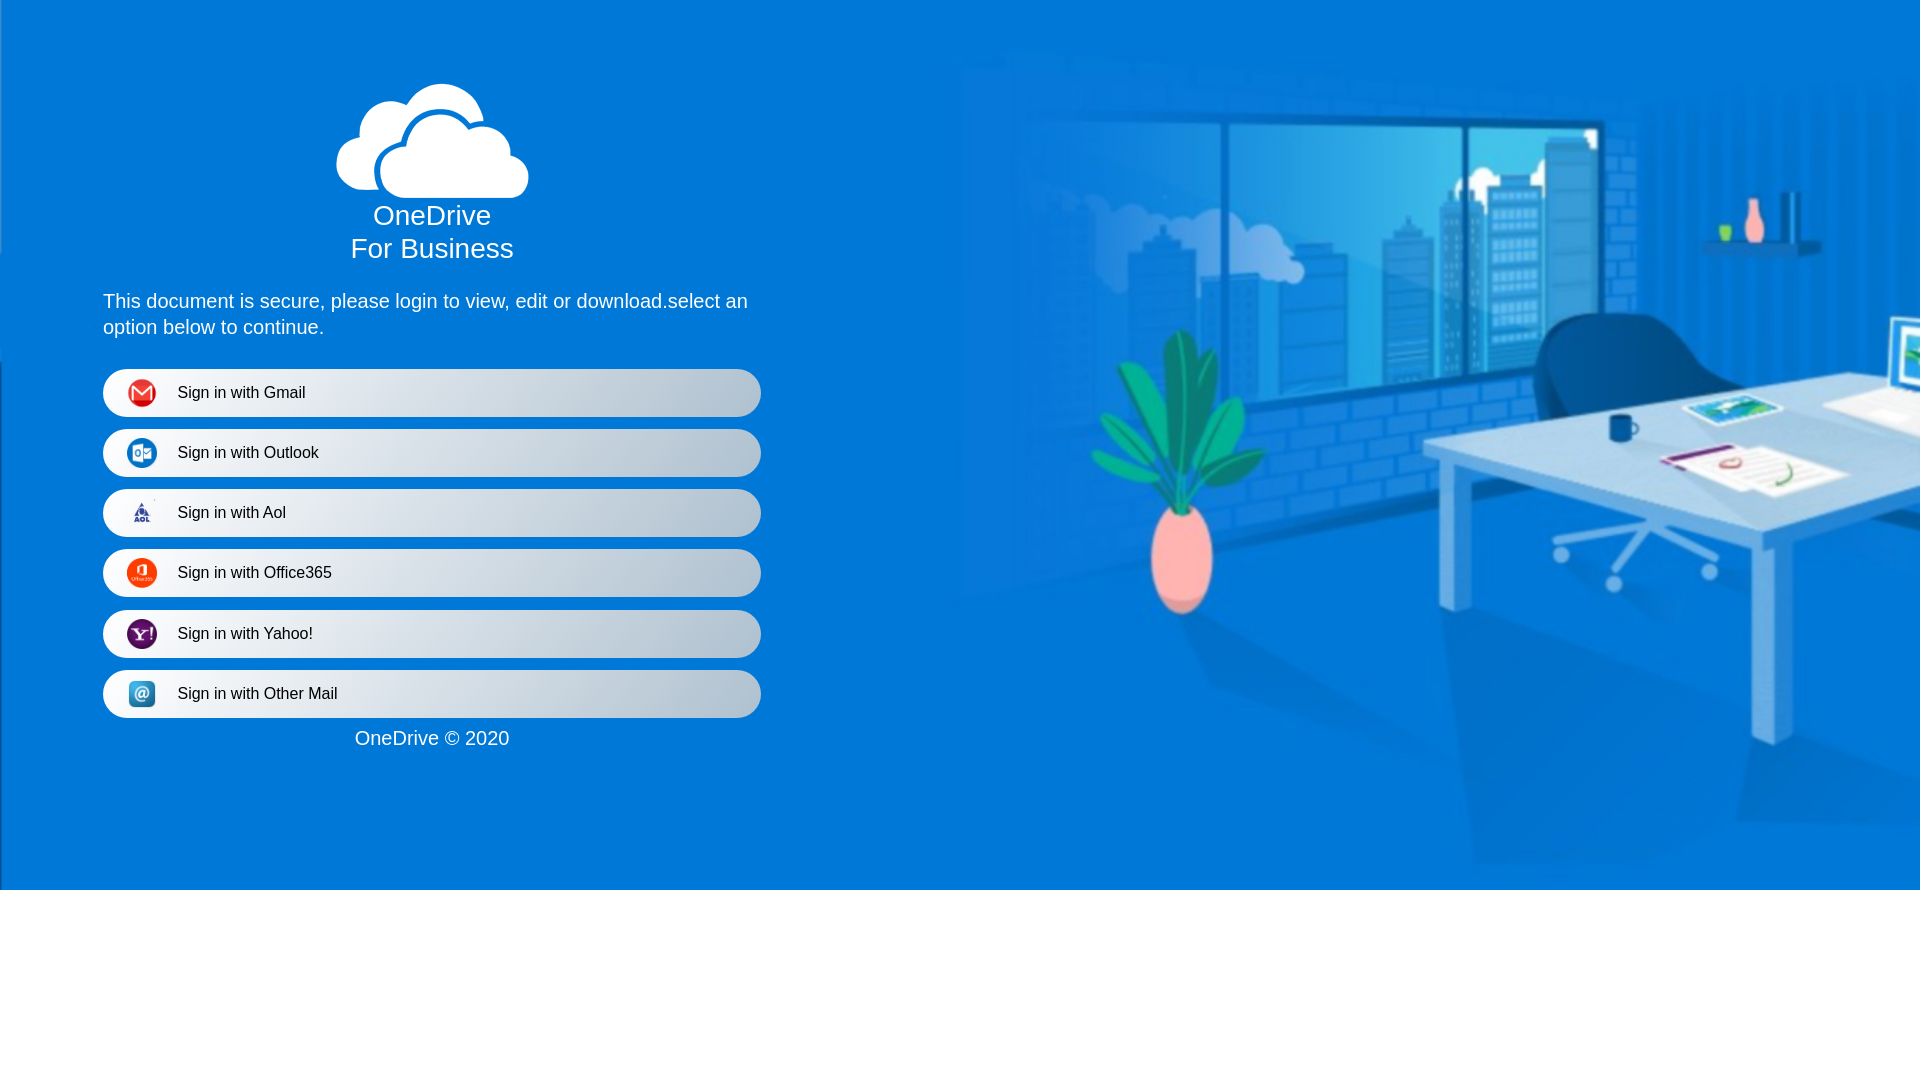 OneDrive
For Business
This document is secure, please login to view, edit or download.select an
option below to continue.
Sign in with Gmail
Sign in with Outlook
AOL
Sign in with Aol
Office365
Sign in with Office365
Y!
Sign in with Yahoo!
@
Sign in with Other Mail
OneDrive © 2020